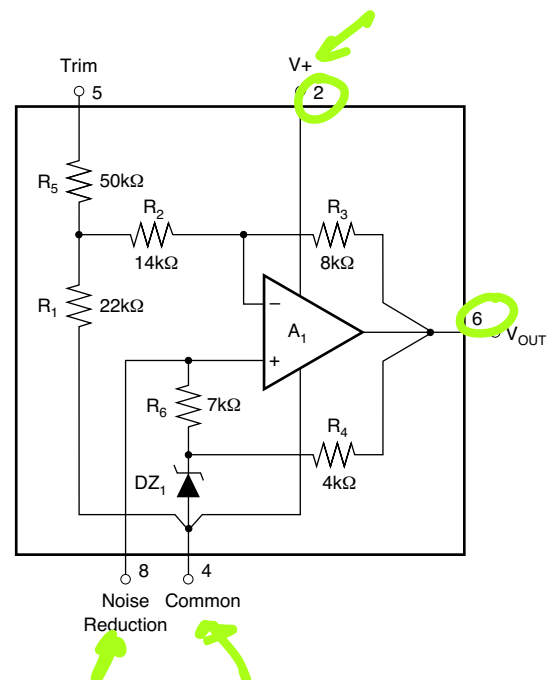 Trim
V+
5
2
R5
50kΩ
R2
R3
14kΩ
8kΩ
R1
22kΩ
−
A1
6
VOUT
+
R6
7kΩ
R4
DZ1
4kΩ
8
4
Noise
Reduction
Common